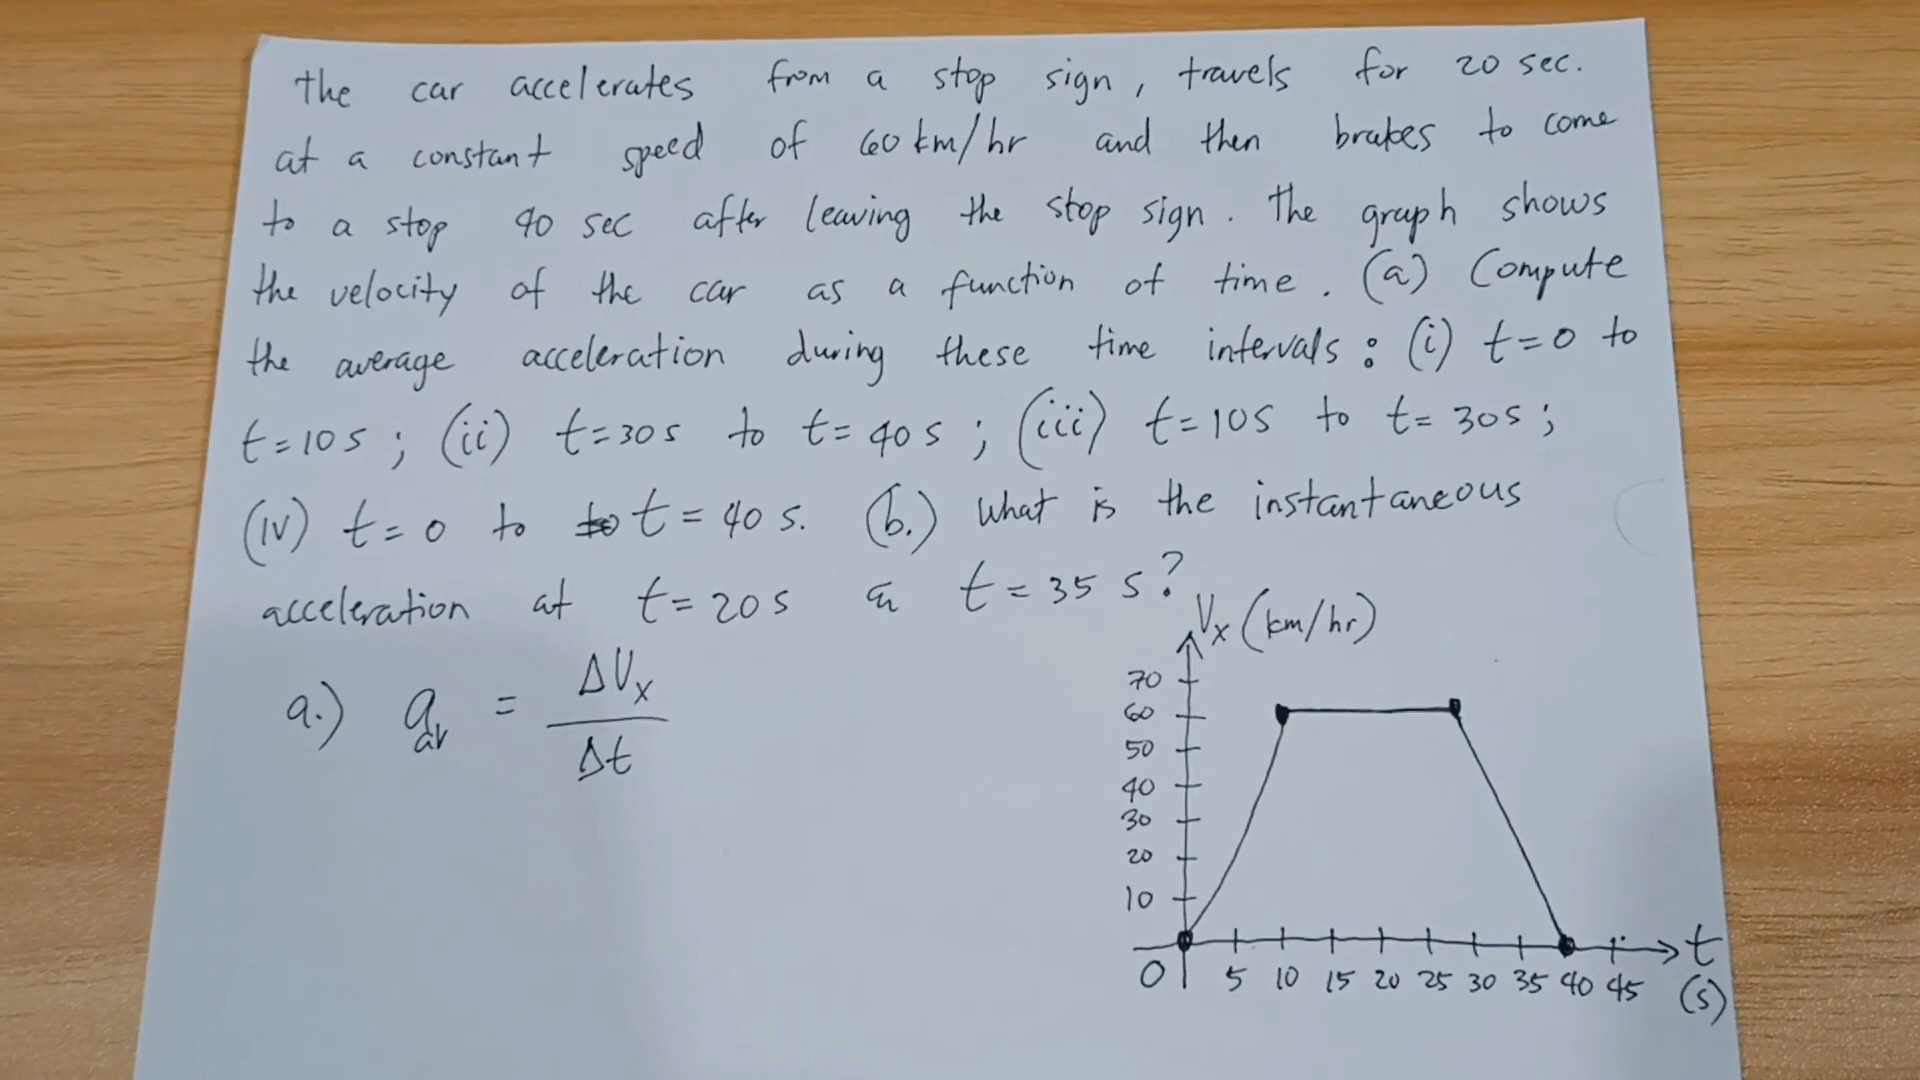 the car accelerates from a stop sign, travels for 20 sec.
at a constant speed of 60 km/hr and then brakes to come
to a stop 40 sec after leaving the stop sign. The graph shows
the velocity of the car as a function of time. (a) Compute
the average acceleration during these time intervals: (i) t=0 to
t=10s; (ii) t=30s to t=40s; (iii) t=10s to t=30s;
(iv) t=0 to to t=40 s. (b.) What is the instantaneous
acceleration at t=20s & t=35 s?
a.) a_av = ΔVx / Δt
Vx (km/hr)
70
60
50
40
30
20
10
0 5 10 15 20 25 30 35 40 45
t
(s)